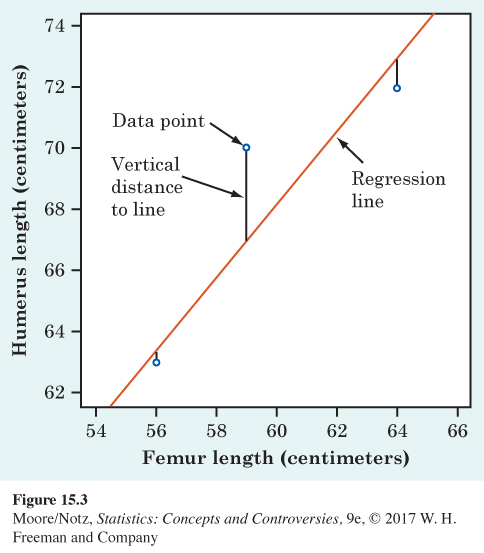 Humerus length (centimeters)
74
72
70
68
66
64
62
Data point
Vertical
distance
to line
Regression
line
54 56 58 60 62 64 66
Femur length (centimeters)
Figure 15.3
Moore/Notz, Statistics: Concepts and Controversies, 9e, © 2017 W. H.
Freeman and Company